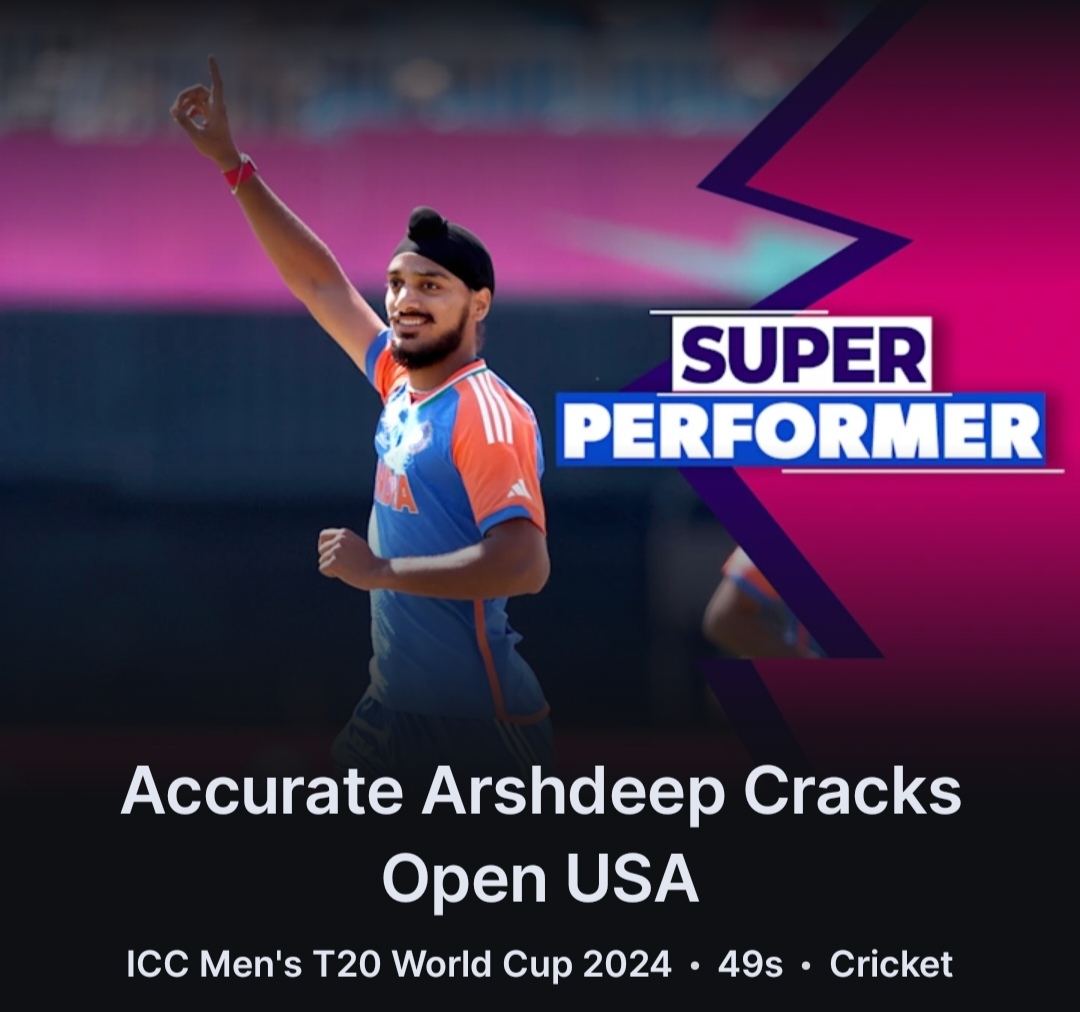 SUPER
PERFORMER
Accurate Arshdeep Cracks
Open USA
ICC Men's T20 World Cup 2024 • 49s • Cricket